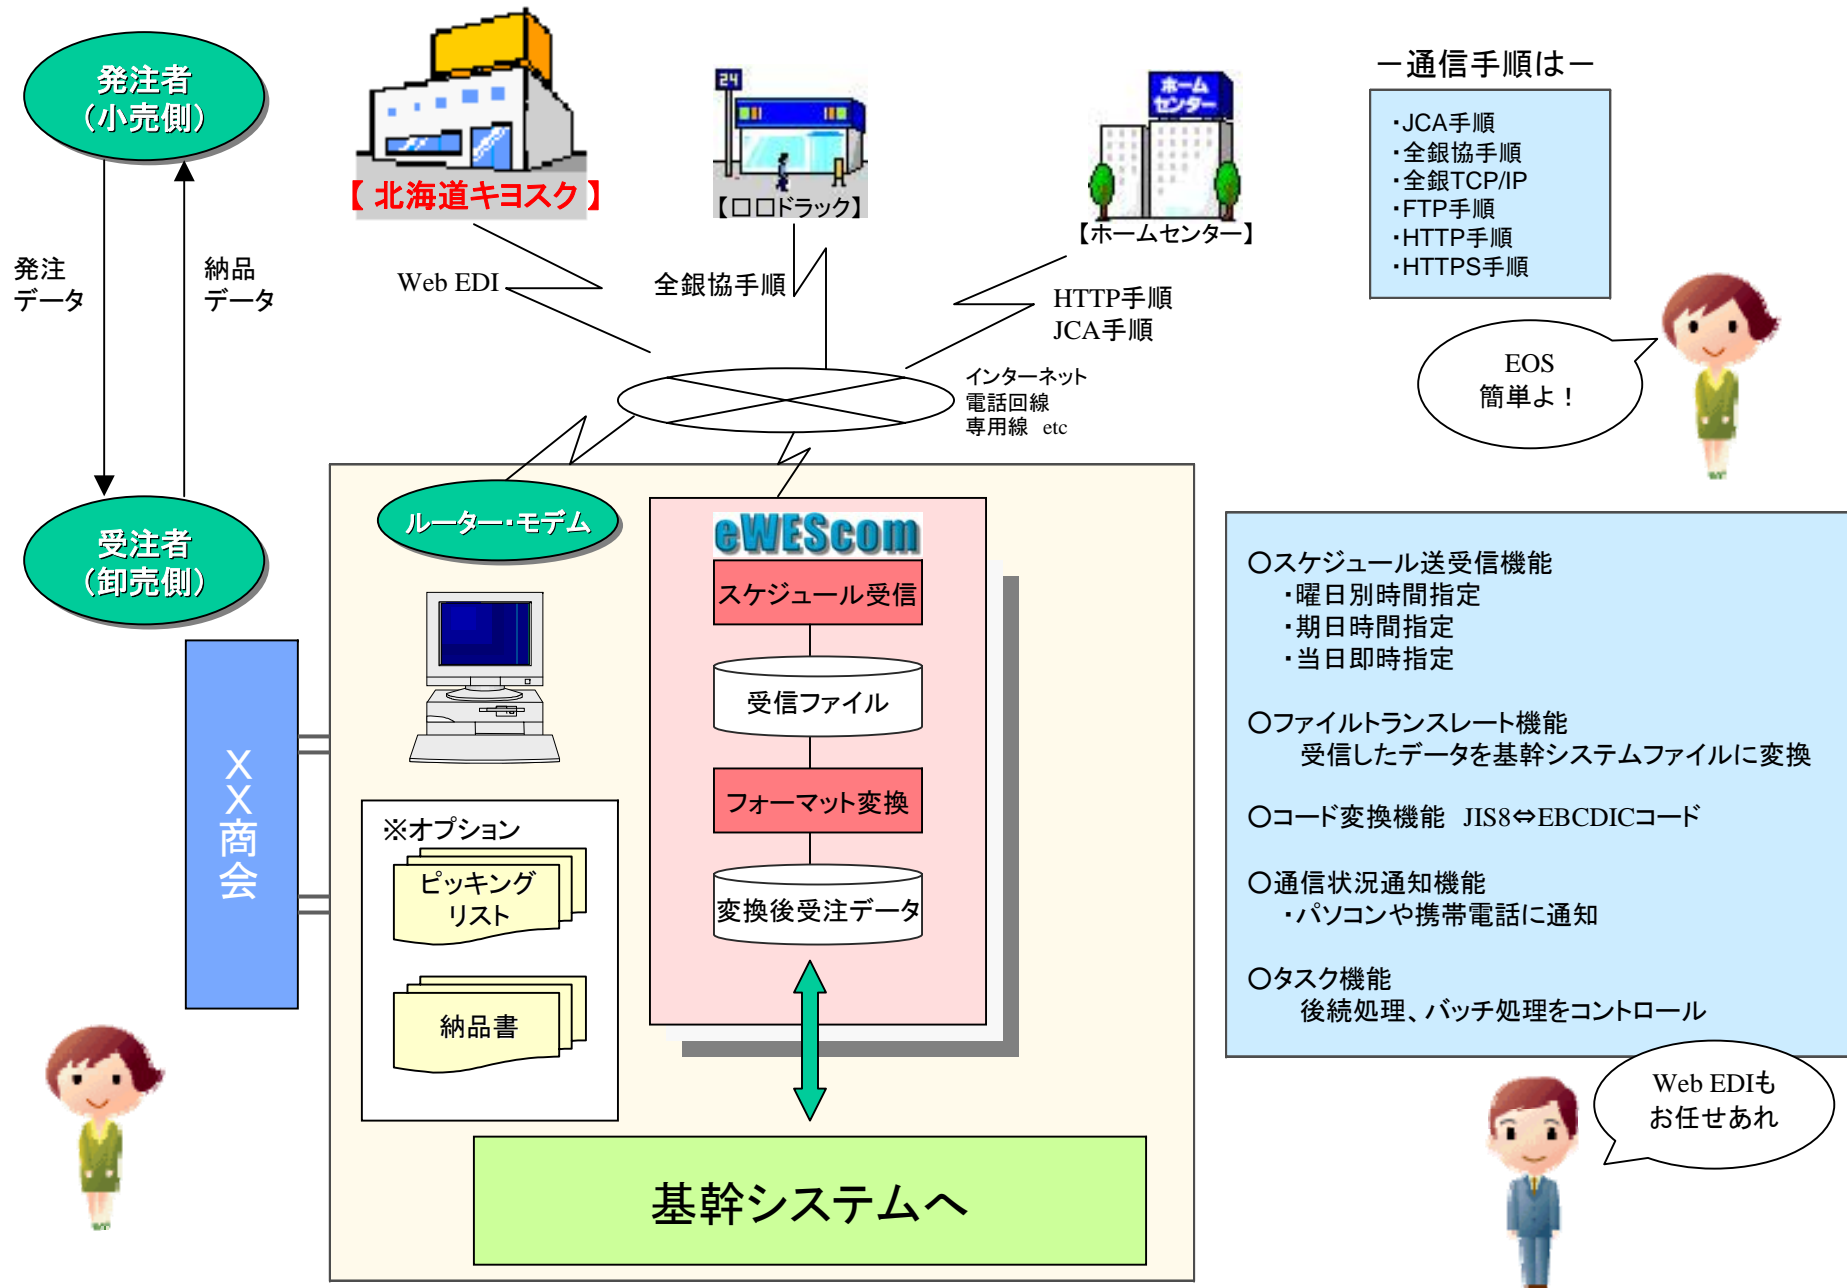 発注者
（小売側）
発注
データ
納品
データ
受注者
（卸売側）
24
ホーム
センター
【 北海道キヨスク 】
【ロロドラック】
【ホームセンター】
Web EDI
全銀協手順
HTTP手順
JCA手順
インターネット
電話回線
専用線 etc
－通信手順は－
・JCA手順
・全銀協手順
・全銀TCP/IP
・FTP手順
・HTTP手順
・HTTPS手順
EOS
簡単よ！
ルーター・モデム
eWEScom
スケジュール受信
受信ファイル
フォーマット変換
変換後受注データ
XX商会
※オプション
ピッキング
リスト
納品書
基幹システムへ
○スケジュール送受信機能
・曜日別時間指定
・期日時間指定
・当日即時指定
○ファイルトランスレート機能
受信したデータを基幹システムファイルに変換
○コード変換機能 JIS8⇔EBCDICコード
○通信状況通知機能
・パソコンや携帯電話に通知
○タスク機能
後続処理、バッチ処理をコントロール
Web EDIも
お任せあれ